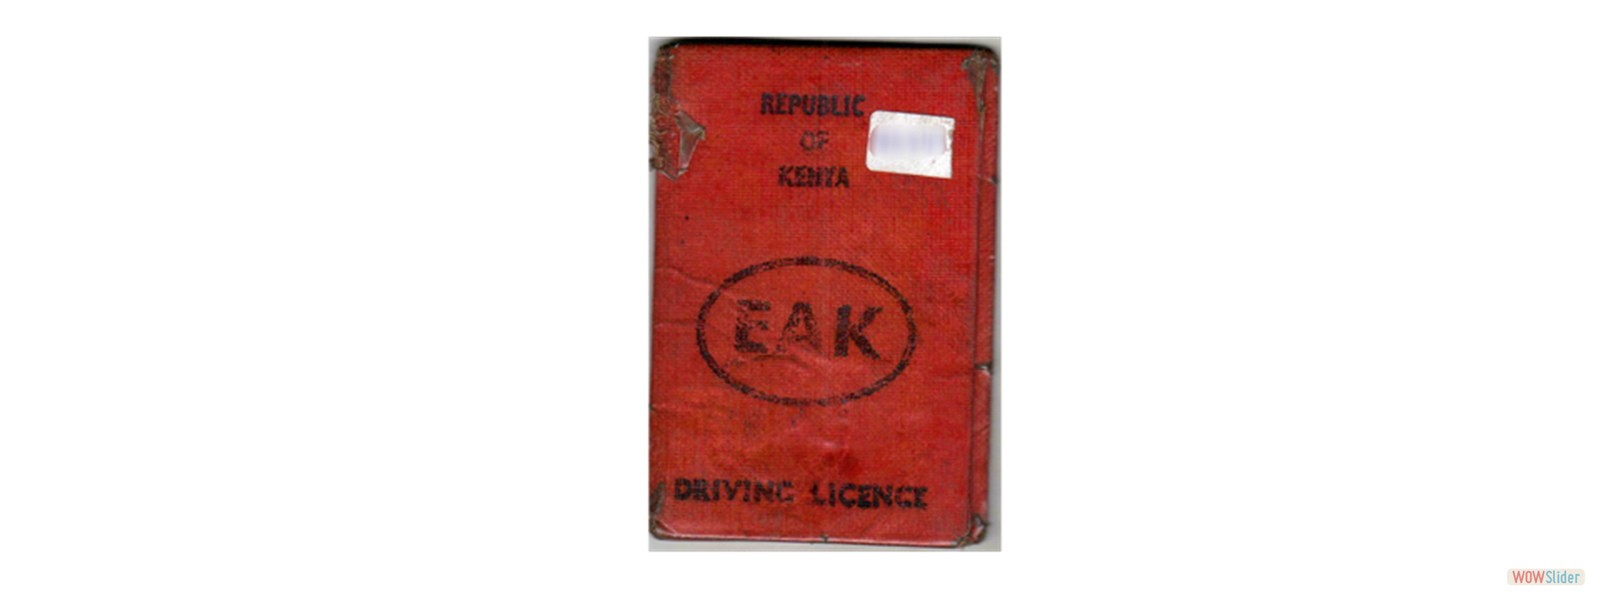 REPUBLIC
OF
KENYA
EAK
DRIVING LICENCE
WOWSlider